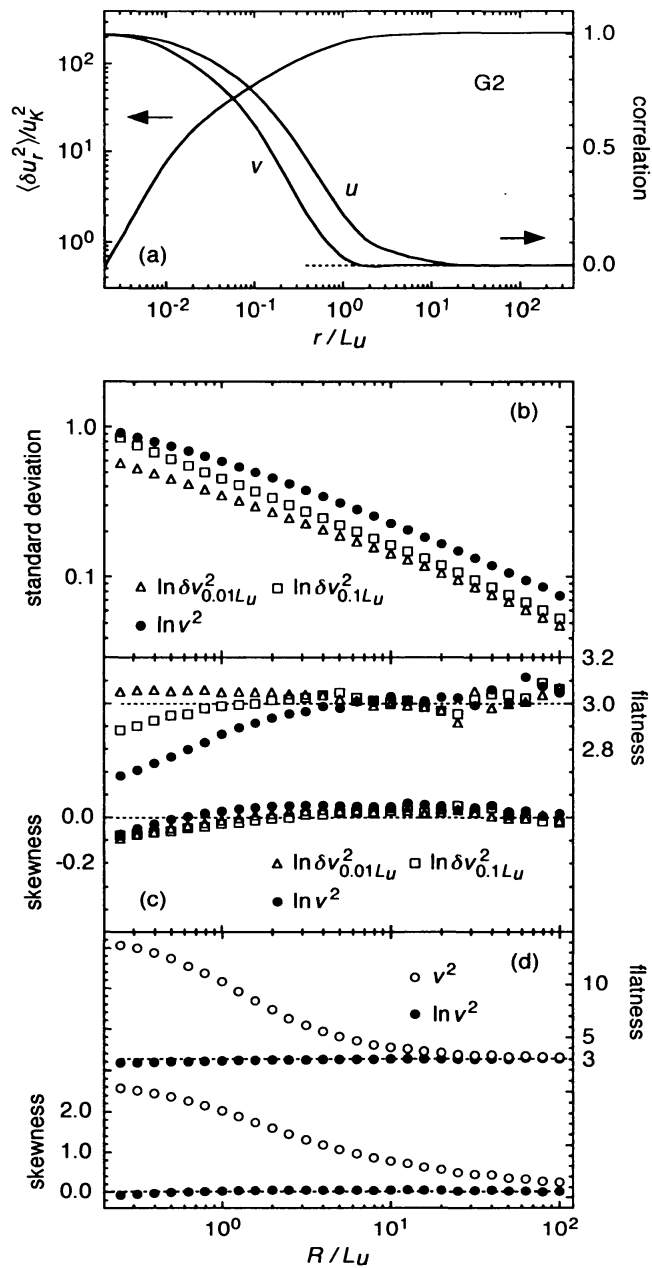 ⟨δu_r²⟩/u_K²
10²
10¹
10⁰
(a)
v
u
G2
1.0
0.5
0.0
correlation
10⁻² 10⁻¹ 10⁰ 10¹ 10²
r / L_u
(b)
standard deviation
1.0
0.1
△ ln δv²_0.01L_u □ ln δv²_0.1L_u
● ln v²
3.2
3.0
2.8
flatness
skewness
0.0
-0.2
△ ln δv²_0.01L_u □ ln δv²_0.1L_u
● ln v²
(c)
(d)
○ v²
● ln v²
10
5
3
flatness
skewness
2.0
1.0
0.0
10⁰ 10¹ 10²
R / L_u